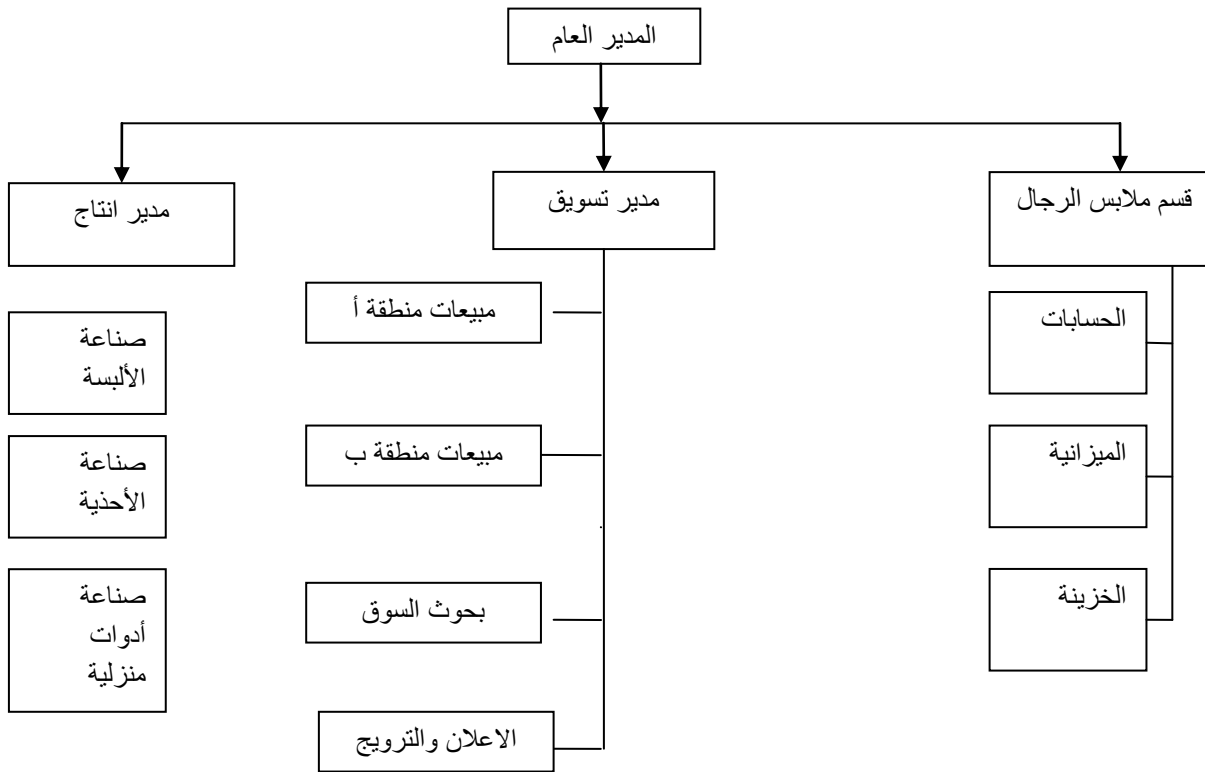 المدير العام
قسم ملابس الرجال
مدير تسويق
مدير انتاج
الحسابات
الميزانية
الخزينة
مبيعات منطقة أ
مبيعات منطقة ب
بحوث السوق
الاعلان والترويج
صناعة
الألبسة
صناعة
الأحذية
صناعة
أدوات
منزلية